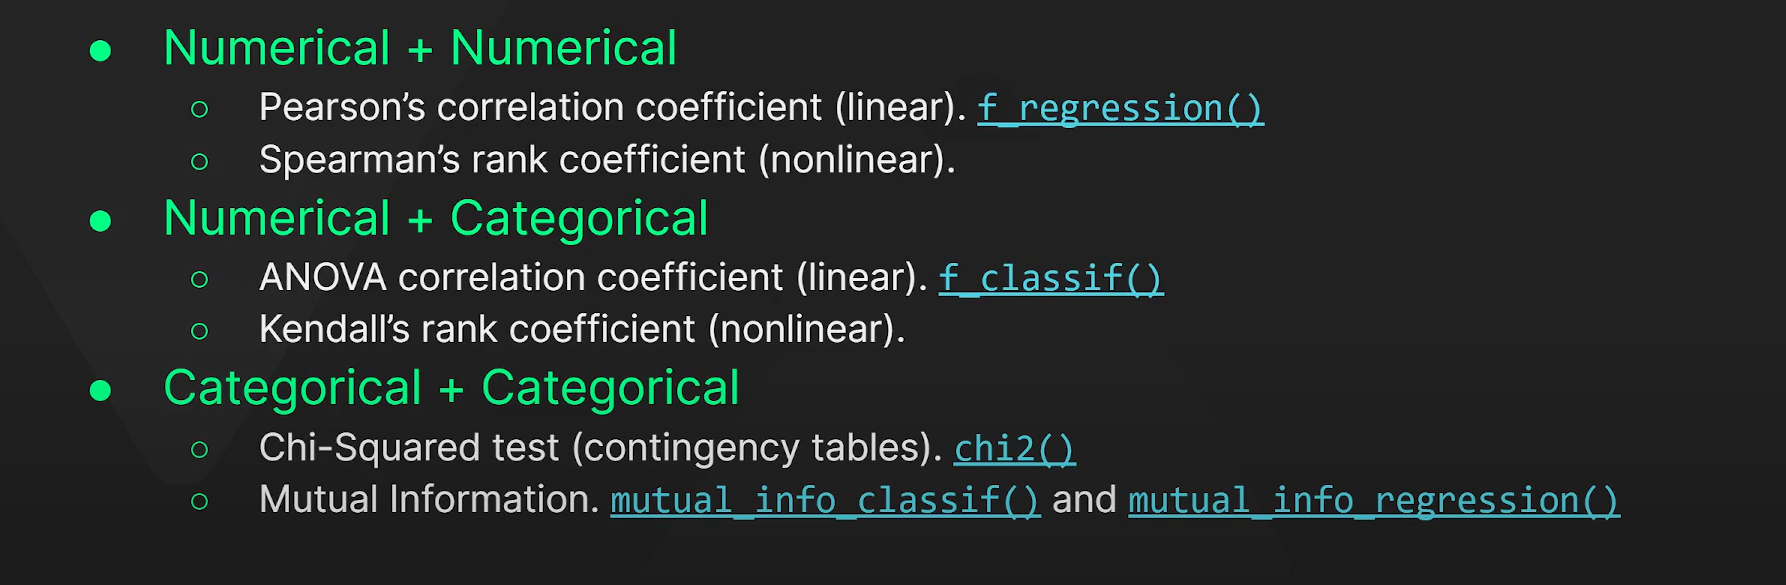 ● Numerical + Numerical
○ Pearson’s correlation coefficient (linear). f_regression()
○ Spearman’s rank coefficient (nonlinear).
● Numerical + Categorical
○ ANOVA correlation coefficient (linear). f_classif()
○ Kendall’s rank coefficient (nonlinear).
● Categorical + Categorical
○ Chi-Squared test (contingency tables). chi2()
○ Mutual Information. mutual_info_classif() and mutual_info_regression()